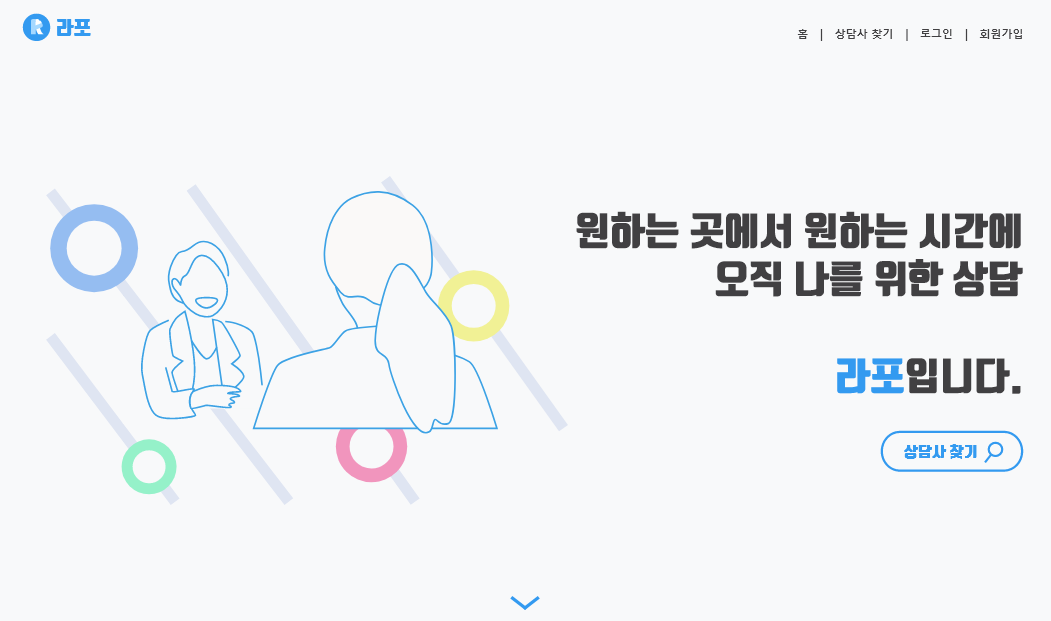 R 라포
홈 | 상담사 찾기 | 로그인 | 회원가입
원하는 곳에서 원하는 시간에
오직 나를 위한 상담
라포입니다.
상담사 찾기